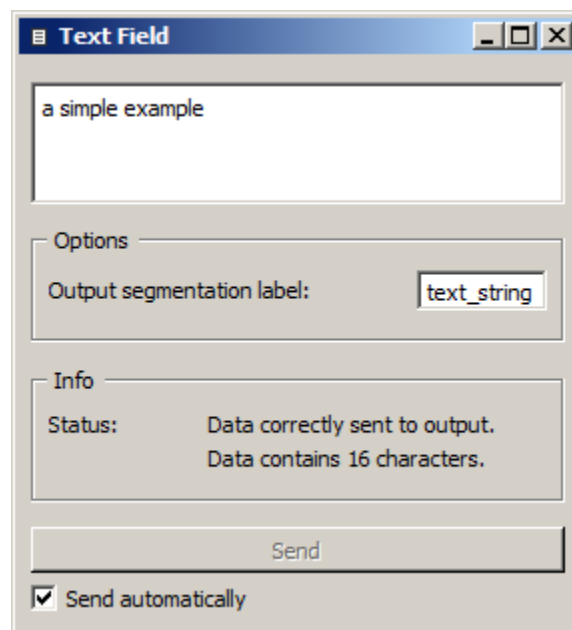 Text Field
a simple example
Options
Output segmentation label: text_string
Info
Status: Data correctly sent to output.
Data contains 16 characters.
Send
Send automatically